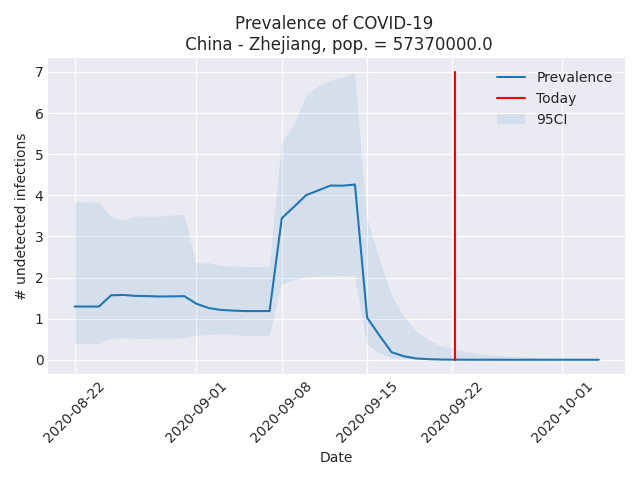 Prevalence of COVID-19
China - Zhejiang, pop. = 57370000.0
# undetected infections
7
6
5
4
3
2
1
0
Prevalence
Today
95CI
2020-08-22
2020-09-01
2020-09-08
2020-09-15
2020-09-22
2020-10-01
Date